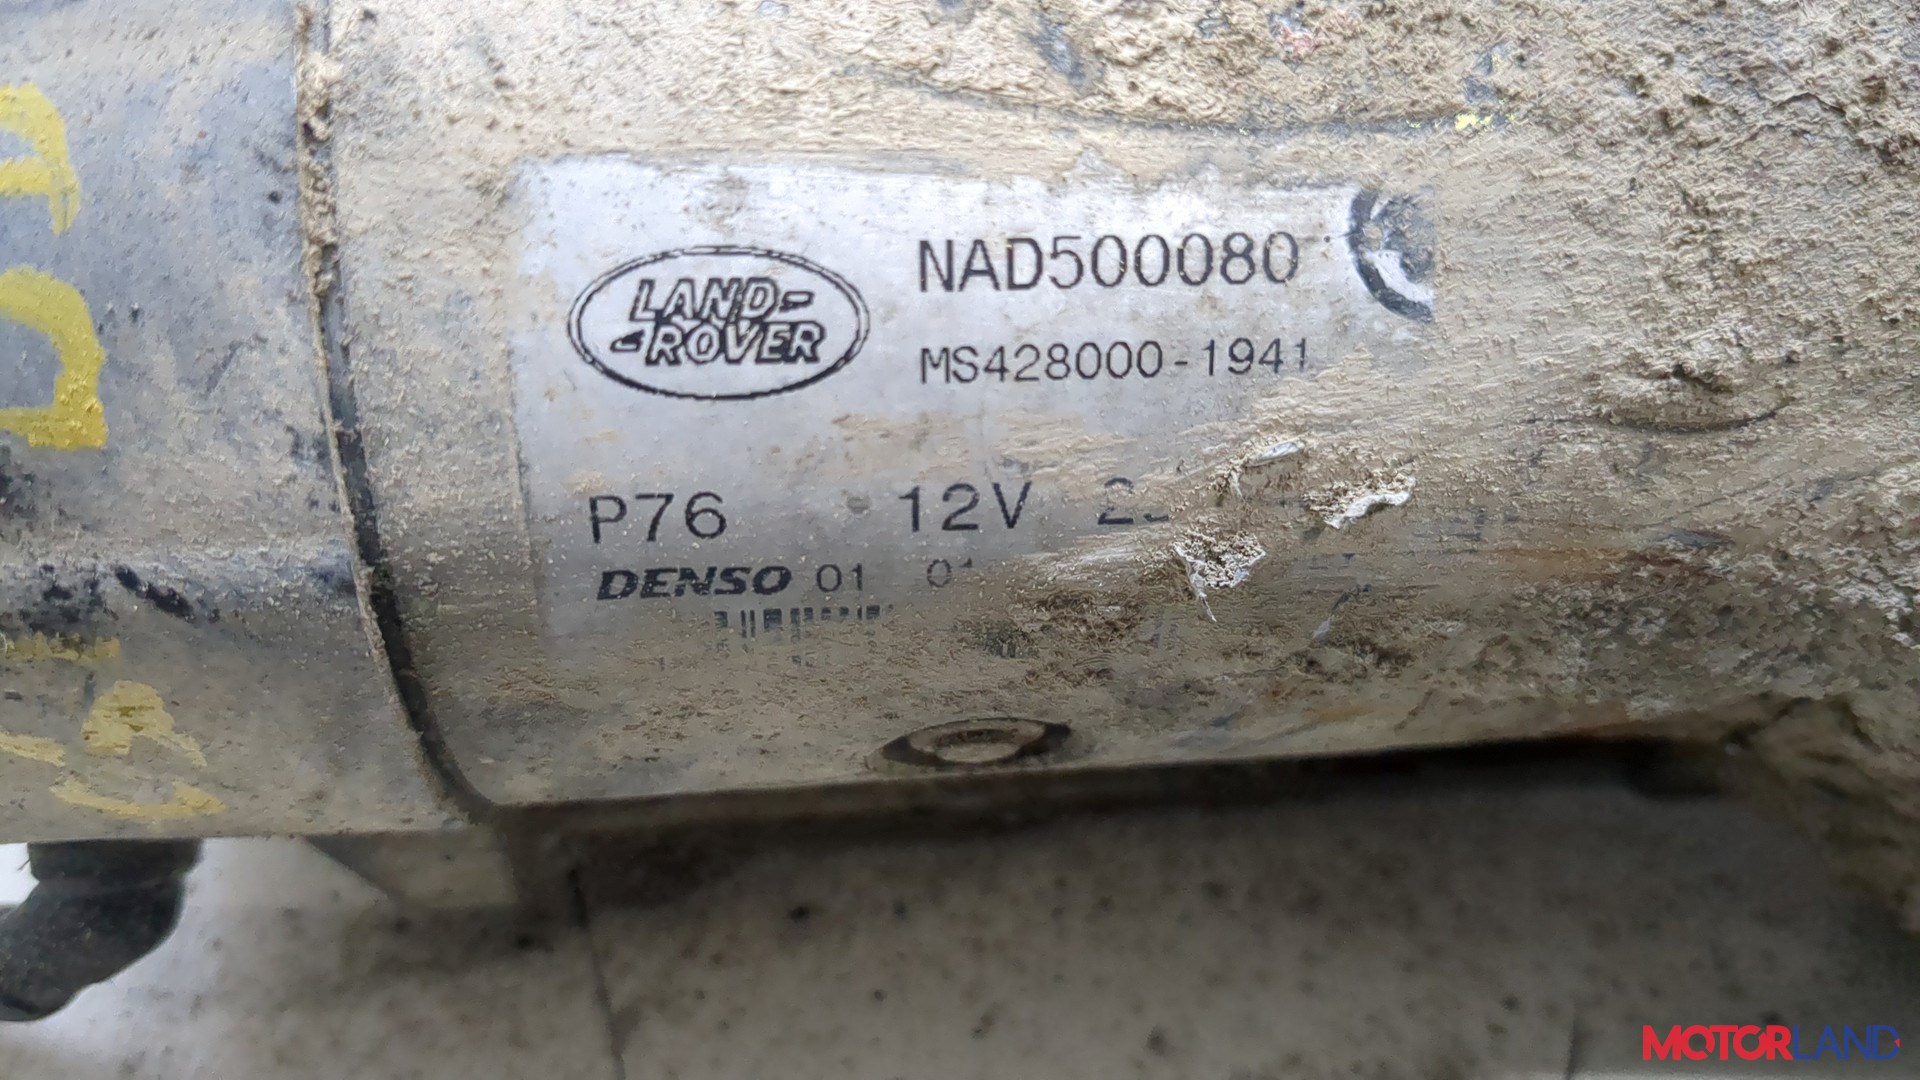 LAND-
-ROVER
NAD500080
MS428000-1941
P76 12V
DENSO 01
MOTORLAND